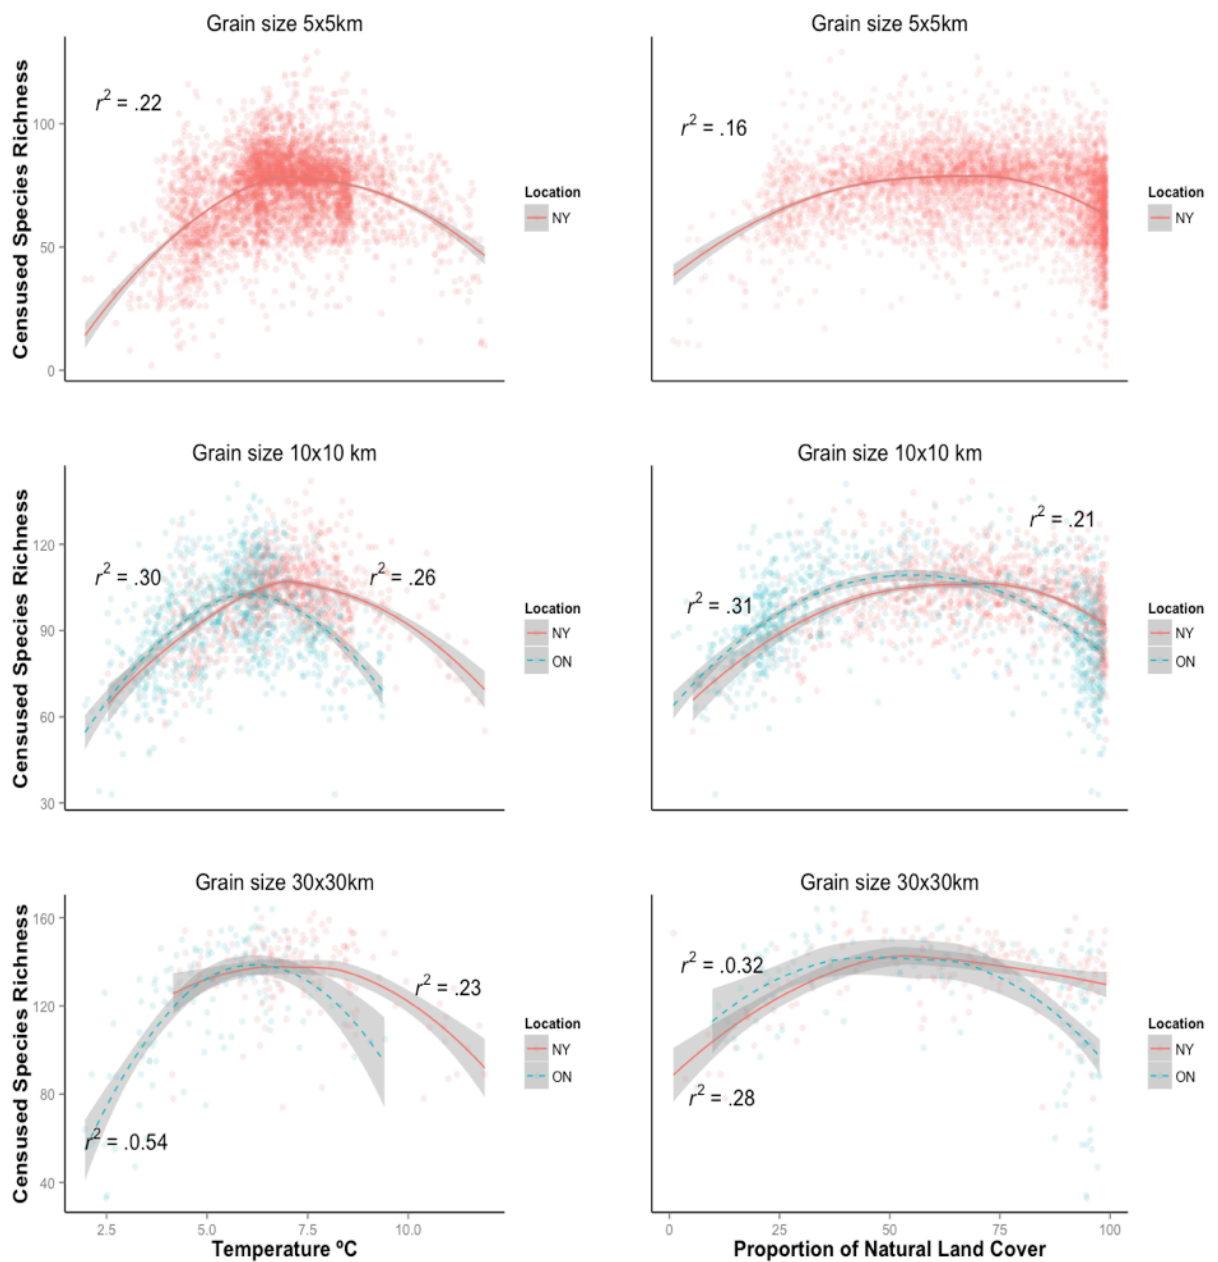 Grain size 5x5km
Censused Species Richness
100
50
0
r² = .22
Location
NY
Grain size 5x5km
r² = .16
Location
NY
Grain size 10x10 km
Censused Species Richness
120
90
60
30
r² = .30
r² = .26
Location
NY
ON
Grain size 10x10 km
r² = .21
r² = .31
Location
NY
ON
Grain size 30x30km
Censused Species Richness
160
120
80
40
r² = .23
r² = .0.54
Location
NY
ON
2.5 5.0 7.5 10.0
Temperature ºC
Grain size 30x30km
r² = .0.32
r² = .28
Location
NY
ON
0 25 50 75 100
Proportion of Natural Land Cover